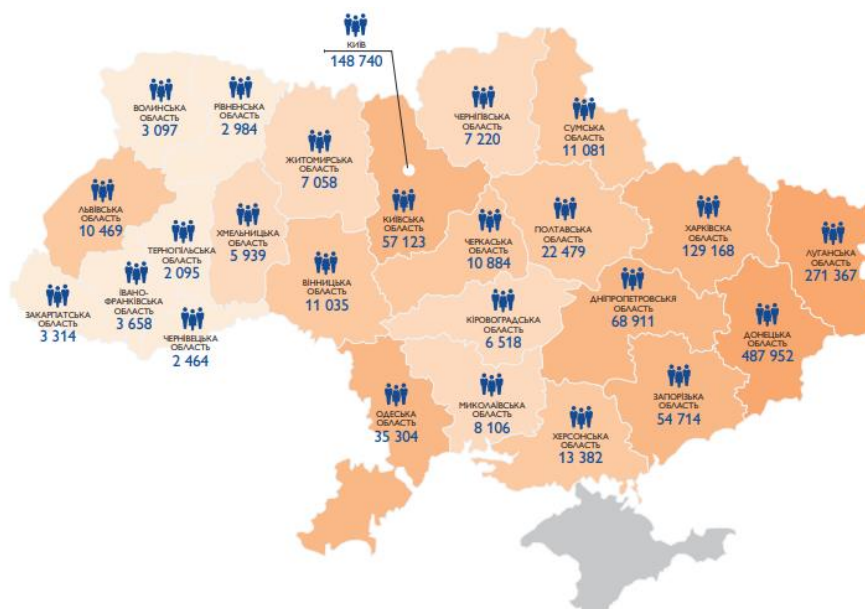 КИЇВ
148 740
ВОЛИНСЬКА
ОБЛАСТЬ
3 097
РІВНЕНСЬКА
ОБЛАСТЬ
2 984
ЖИТОМИРСЬКА
ОБЛАСТЬ
7 058
ЧЕРНІГІВСЬКА
ОБЛАСТЬ
7 220
СУМСЬКА
ОБЛАСТЬ
11 081
ЛЬВІВСЬКА
ОБЛАСТЬ
10 469
ТЕРНОПІЛЬСЬКА
ОБЛАСТЬ
2 095
ХМЕЛЬНИЦЬКА
ОБЛАСТЬ
5 939
КИЇВСЬКА
ОБЛАСТЬ
57 123
ЧЕРКАСЬКА
ОБЛАСТЬ
10 884
ПОЛТАВСЬКА
ОБЛАСТЬ
22 479
ХАРКІВСКА
ОБЛАСТЬ
129 168
ЛУГАНСЬКА
ОБЛАСТЬ
271 367
ЗАКАРПАТСЬКА
ОБЛАСТЬ
3 314
ІВАНО-
ФРАНКІВСЬКА
ОБЛАСТЬ
3 658
ЧЕРНІВЕЦЬКА
ОБЛАСТЬ
2 464
ВІННИЦЬКА
ОБЛАСТЬ
11 035
КІРОВОГРАДСЬКА
ОБЛАСТЬ
6 518
ДНІПРОПЕТРОВСЬКЯ
ОБЛАСТЬ
68 911
ДОНЕЦЬКА
ОБЛАСТЬ
487 952
ОДЕСЬКА
ОБЛАСТЬ
35 304
МИКОЛАЇВСЬКА
ОБЛАСТЬ
8 106
ХЕРСОНСЬКА
ОБЛАСТЬ
13 382
ЗАПОРІЗЬКА
ОБЛАСТЬ
54 714